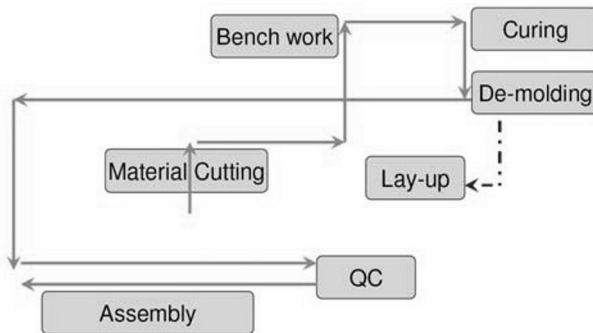 Bench work
Curing
De-molding
Material Cutting
Lay-up
QC
Assembly